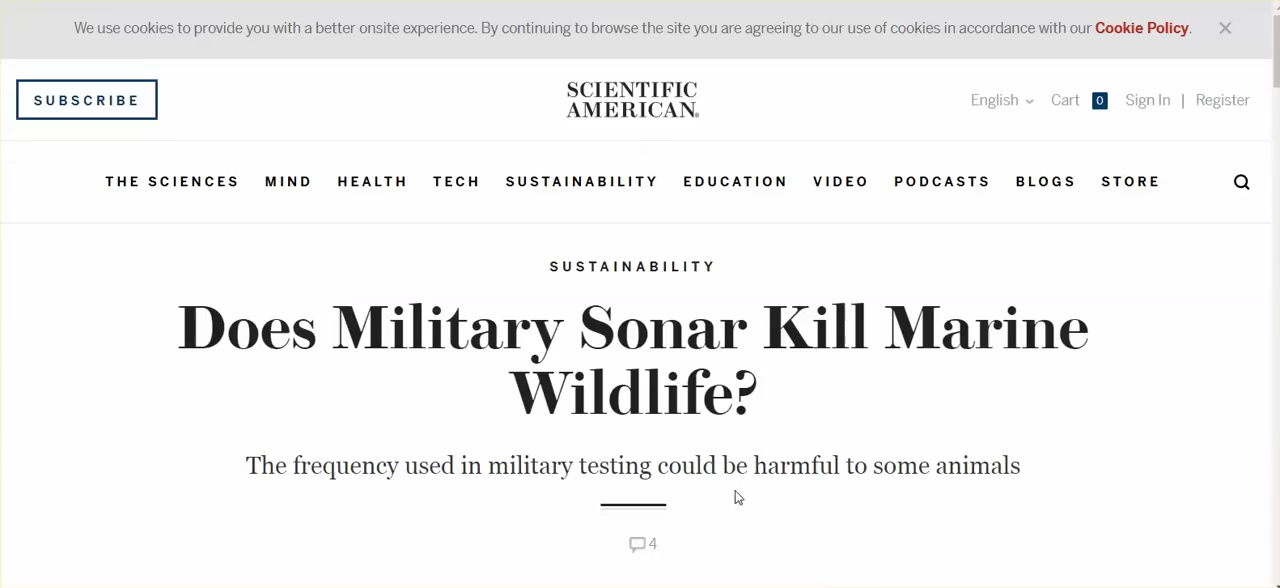 We use cookies to provide you with a better onsite experience. By continuing to browse the site you are agreeing to our use of cookies in accordance with our Cookie Policy.
SUBSCRIBE
SCIENTIFIC
AMERICAN®
English Cart 0 Sign In | Register
THE SCIENCES MIND HEALTH TECH SUSTAINABILITY EDUCATION VIDEO PODCASTS BLOGS STORE
SUSTAINABILITY
Does Military Sonar Kill Marine
Wildlife?
The frequency used in military testing could be harmful to some animals
4